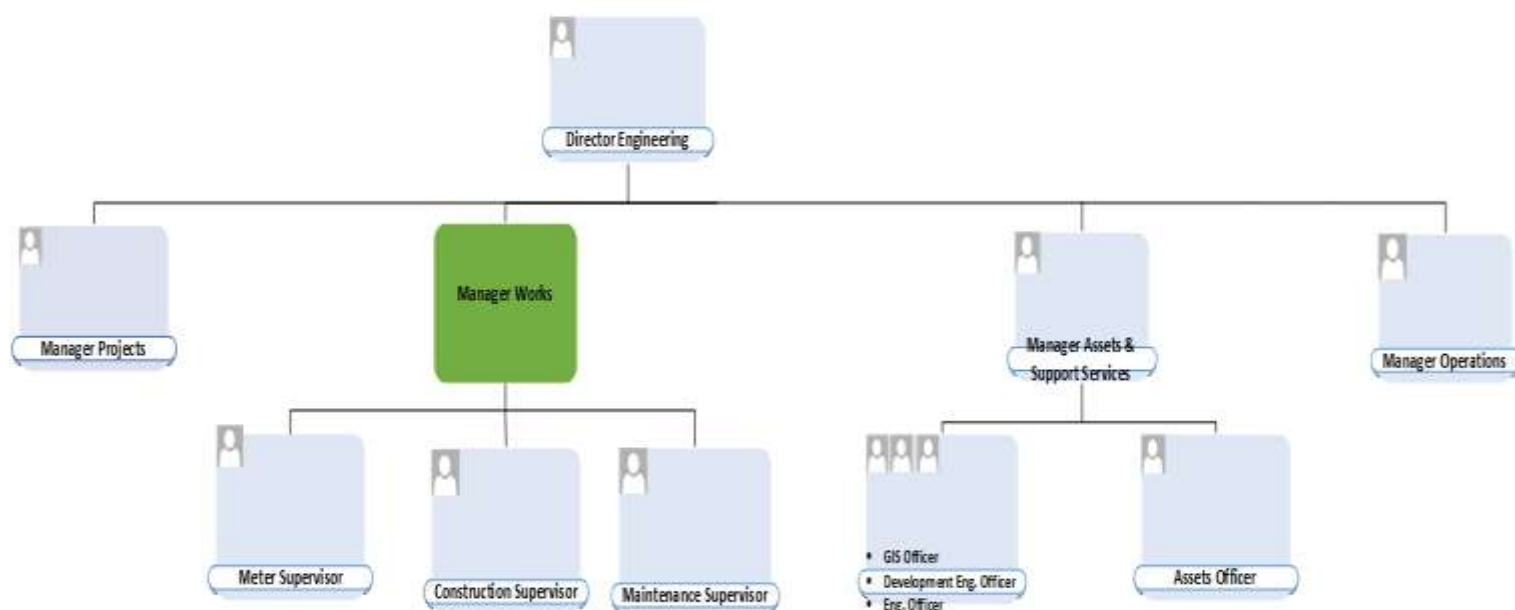 Director Engineering
Manager Works
Manager Projects
Manager Assets &
Support Services
Manager Operations
Meter Supervisor
Construction Supervisor
Maintenance Supervisor
• GIS Officer
• Development Eng. Officer
• Eng. Officer
Assets Officer